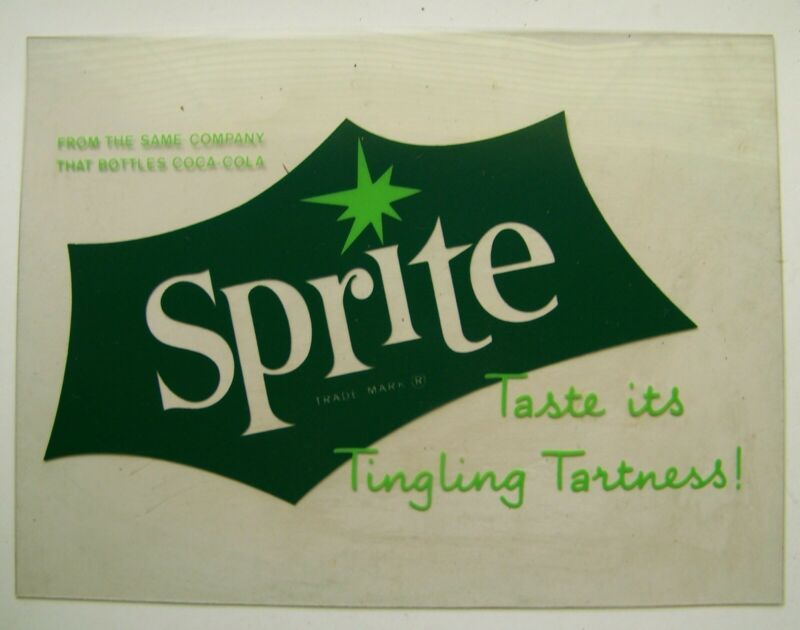 FROM THE SAME COMPANY
THAT BOTTLES COCA-COLA
Sprite
TRADE MARK ®
Taste its
Tingling Tartness!